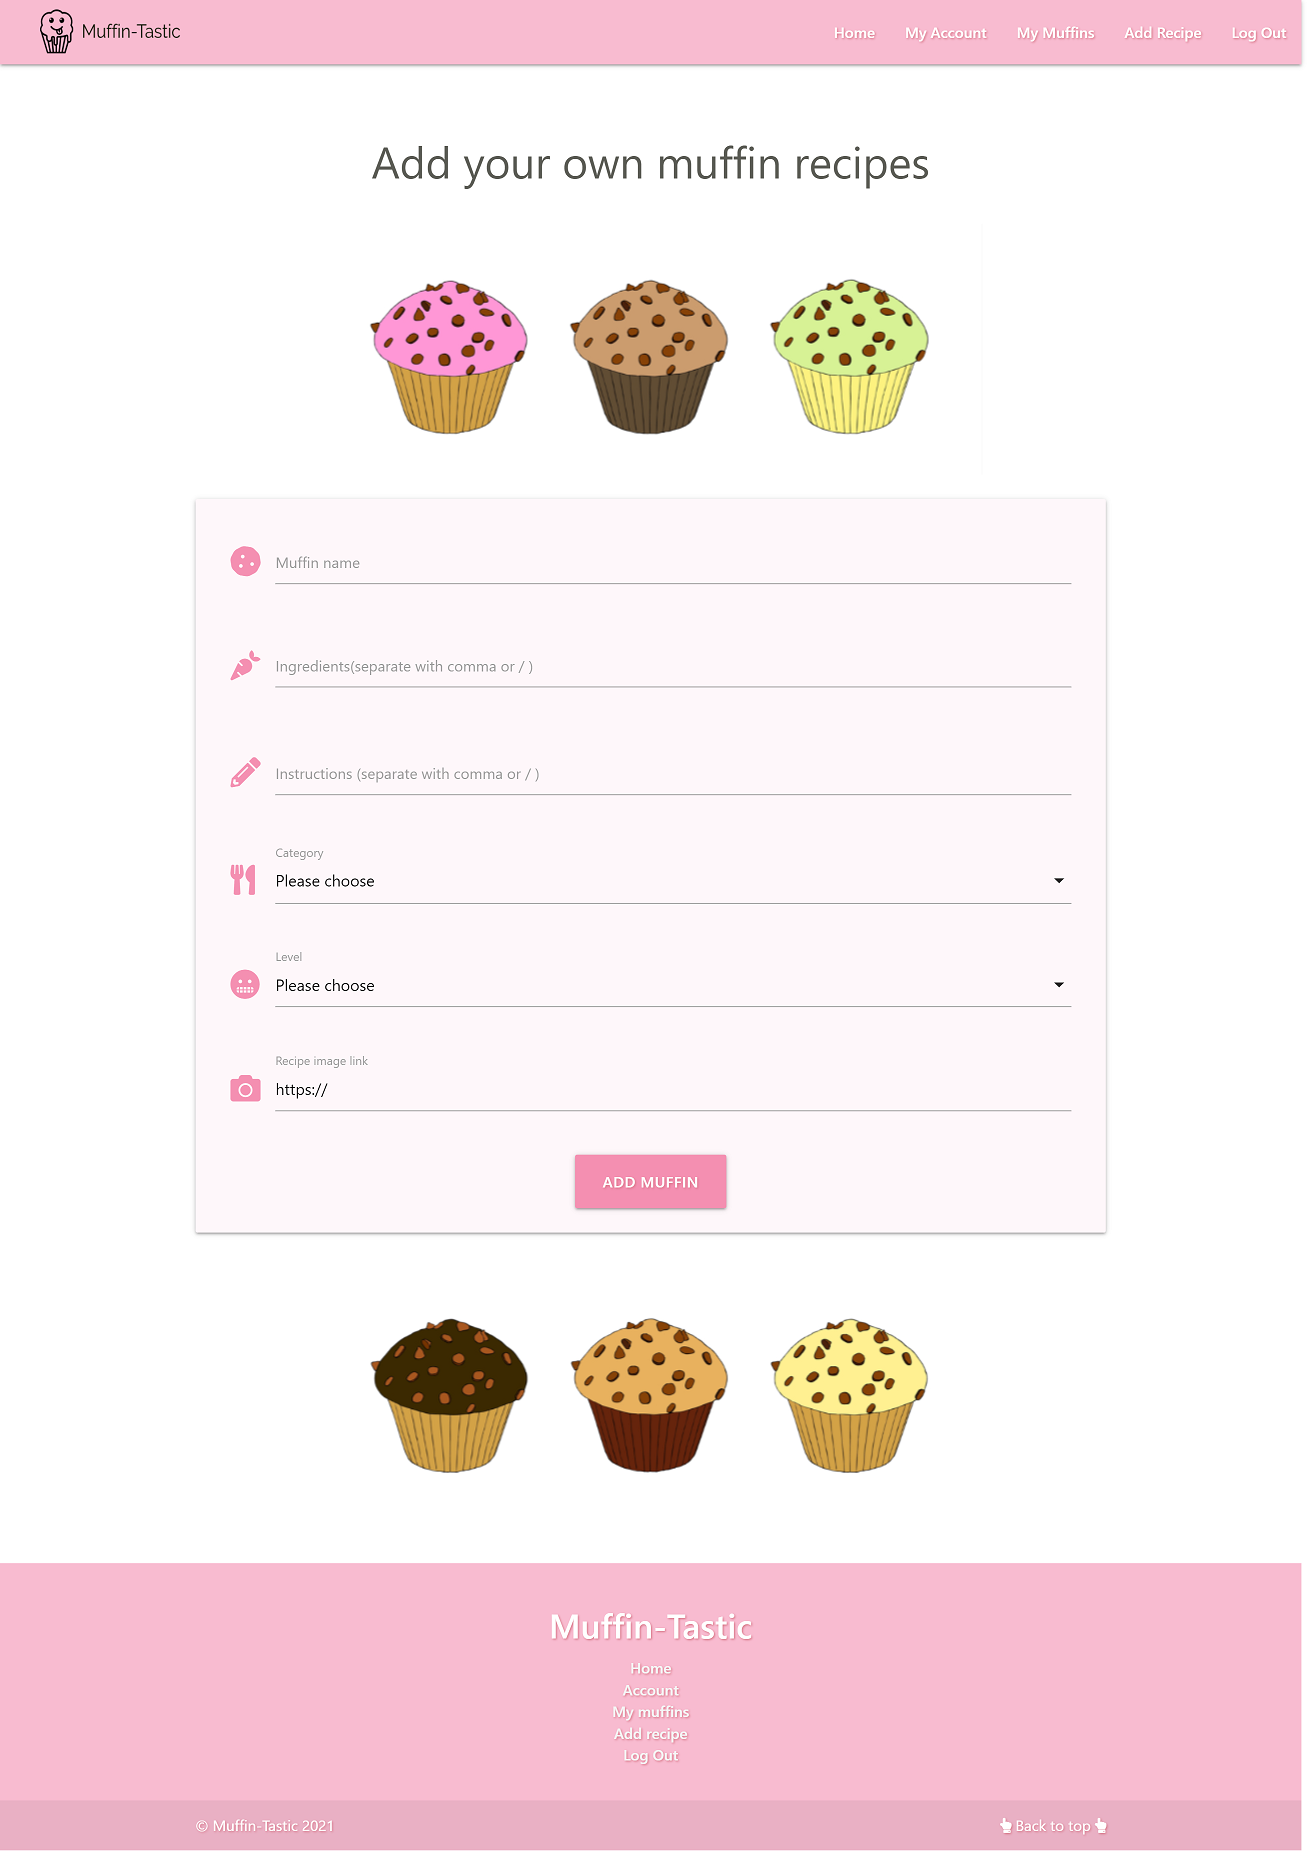 Muffin-Tastic
Home My Account My Muffins Add Recipe Log Out
Add your own muffin recipes
Muffin name
Ingredients(separate with comma or / )
Instructions (separate with comma or / )
Category
Please choose
Level
Please choose
Recipe image link
https://
ADD MUFFIN
Muffin-Tastic
Home
Account
My muffins
Add recipe
Log Out
© Muffin-Tastic 2021
Back to top